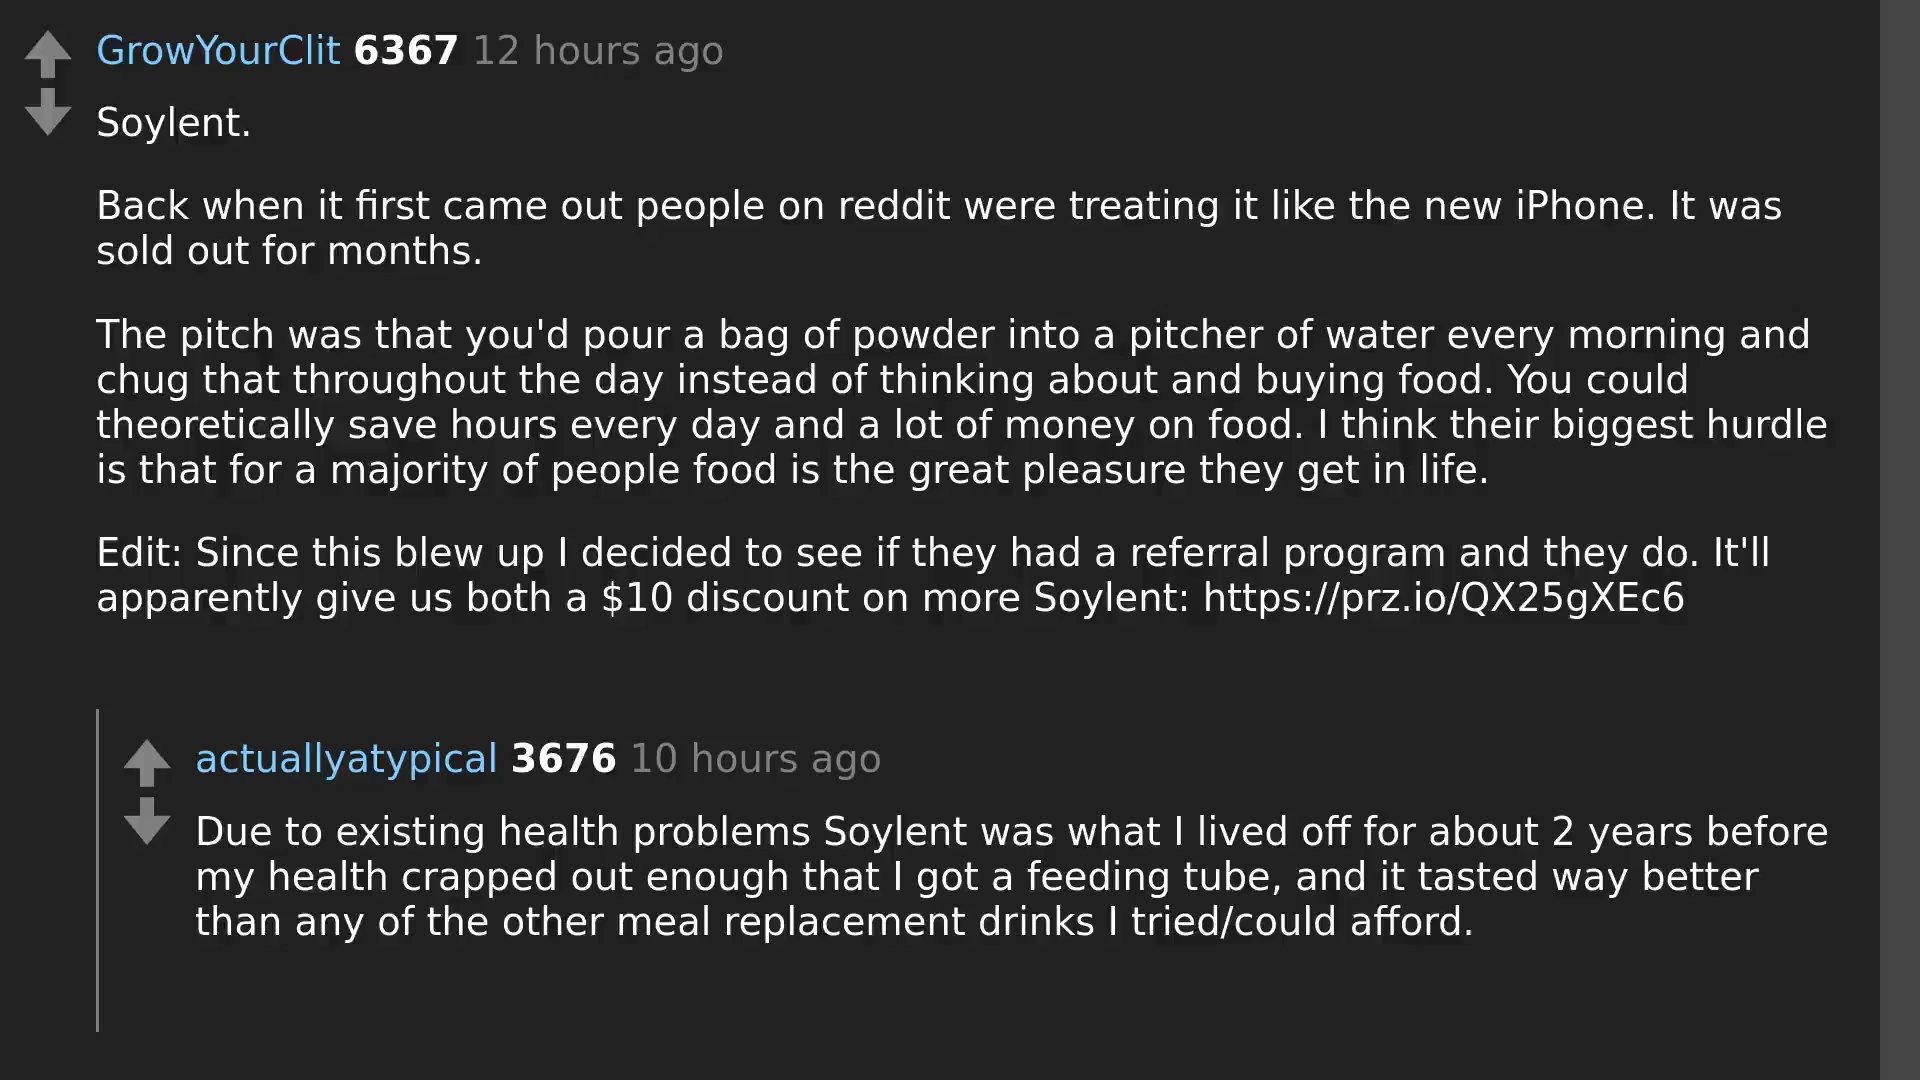 GrowYourClit 6367 12 hours ago
Soylent.
Back when it first came out people on reddit were treating it like the new iPhone. It was
sold out for months.
The pitch was that you'd pour a bag of powder into a pitcher of water every morning and
chug that throughout the day instead of thinking about and buying food. You could
theoretically save hours every day and a lot of money on food. I think their biggest hurdle
is that for a majority of people food is the great pleasure they get in life.
Edit: Since this blew up I decided to see if they had a referral program and they do. It'll
apparently give us both a $10 discount on more Soylent: https://prz.io/QX25gXEc6
actuallyatypical 3676 10 hours ago
Due to existing health problems Soylent was what I lived off for about 2 years before
my health crapped out enough that I got a feeding tube, and it tasted way better
than any of the other meal replacement drinks I tried/could afford.